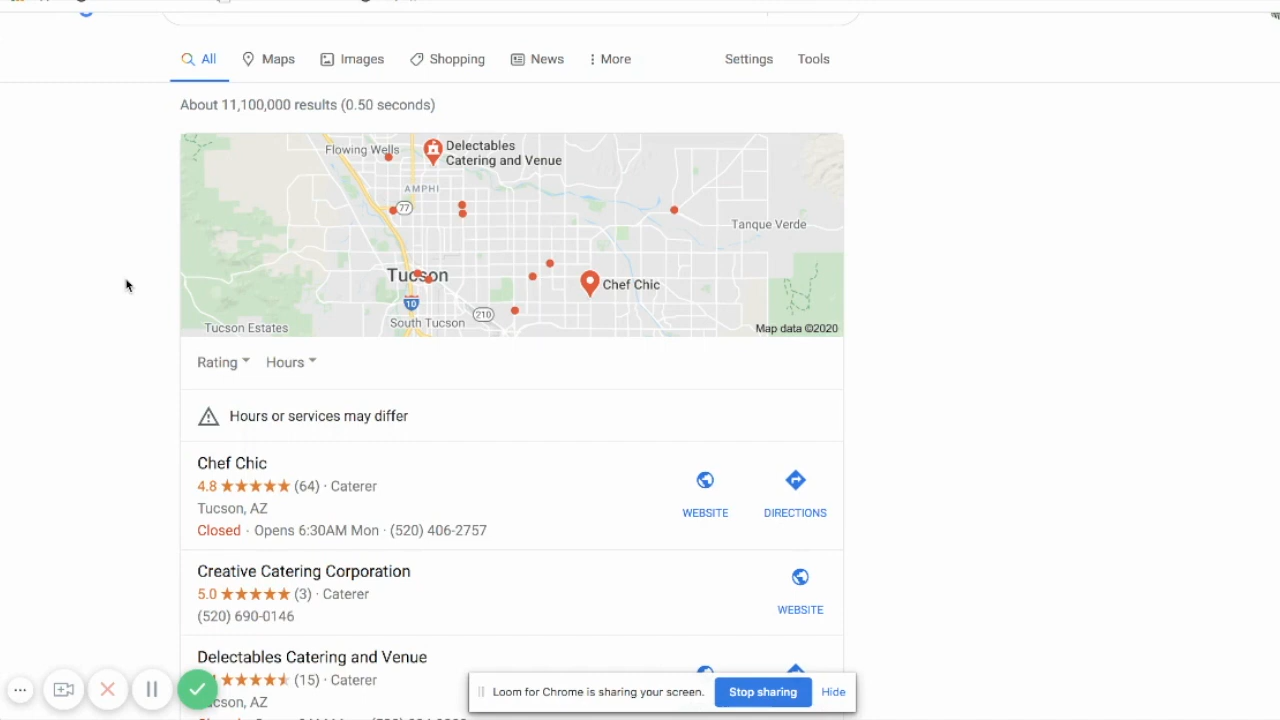 All
Maps
Images
Shopping
News
More
Settings
Tools
About 11,100,000 results (0.50 seconds)
Flowing Wells
Delectables
Catering and Venue
AMPHI
77
Tanque Verde
Tucson
Chef Chic
10
210
South Tucson
Tucson Estates
Map data ©2020
Rating
Hours
Hours or services may differ
Chef Chic
4.8 ★★★★★ (64) · Caterer
Tucson, AZ
Closed · Opens 6:30AM Mon · (520) 406-2757
WEBSITE
DIRECTIONS
Creative Catering Corporation
5.0 ★★★★★ (3) · Caterer
(520) 690-0146
WEBSITE
Delectables Catering and Venue
(15) · Caterer
AZ
Loom for Chrome is sharing your screen.
Stop sharing
Hide